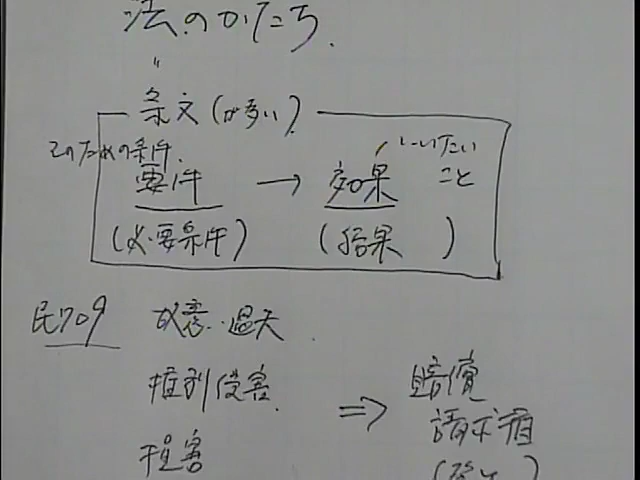 法のかたち.
〃
条文(が多い)
そのための条件.
いいたい
こと
要件 → 効果
(必要条件) (結果 )
民709 故意・過失
権利侵害
⇒ 賠償
請求権
損害